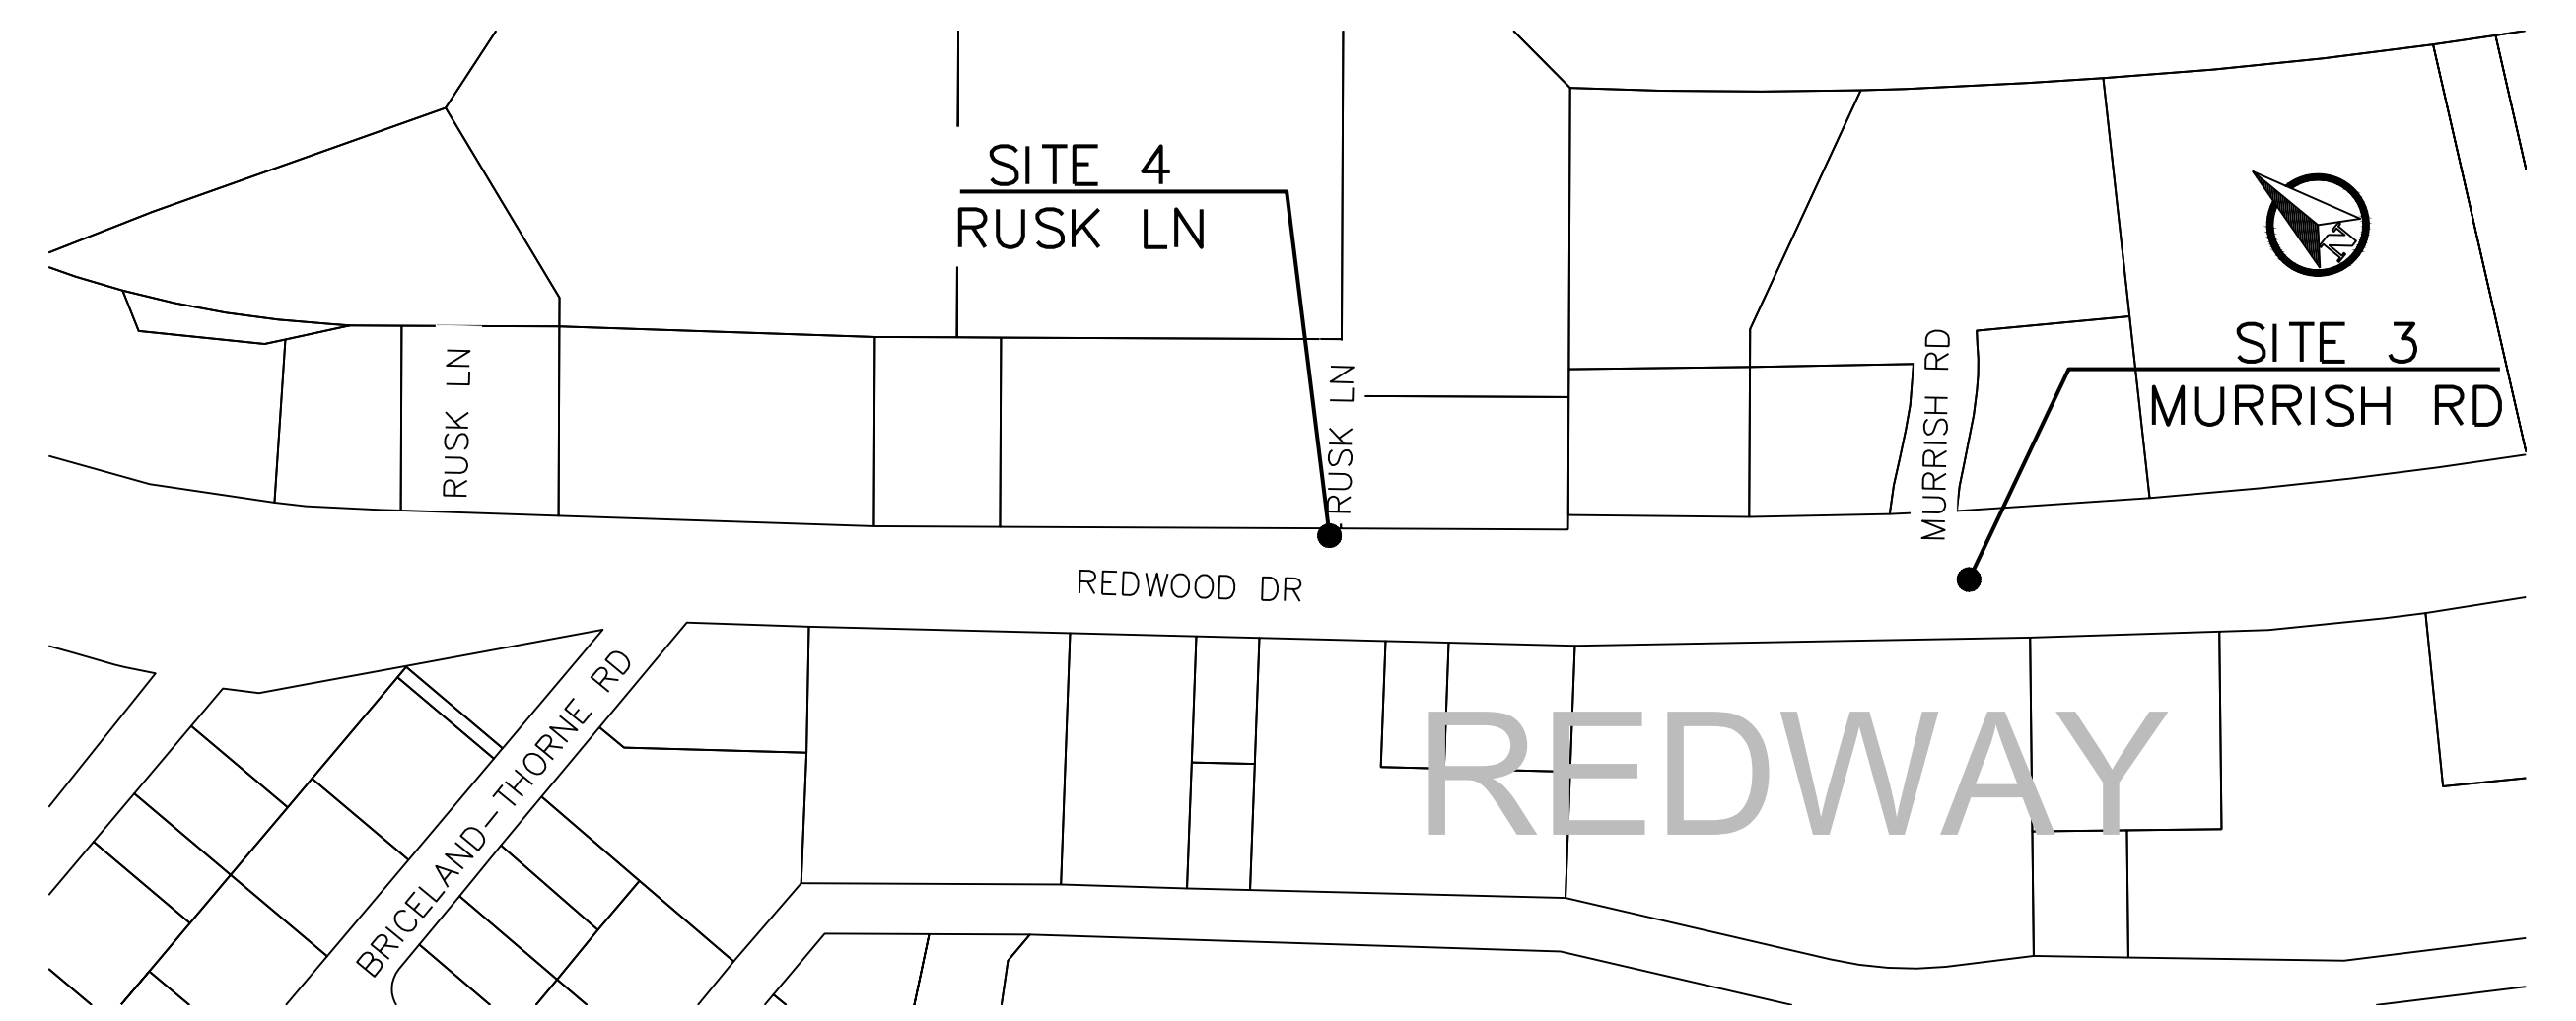 SITE 4
RUSK LN
N
SITE 3
MURRISH RD
RUSK LN
RUSK LN
MURRISH RD
REDWOOD DR
BRICELAND-THORNE RD
REDWAY